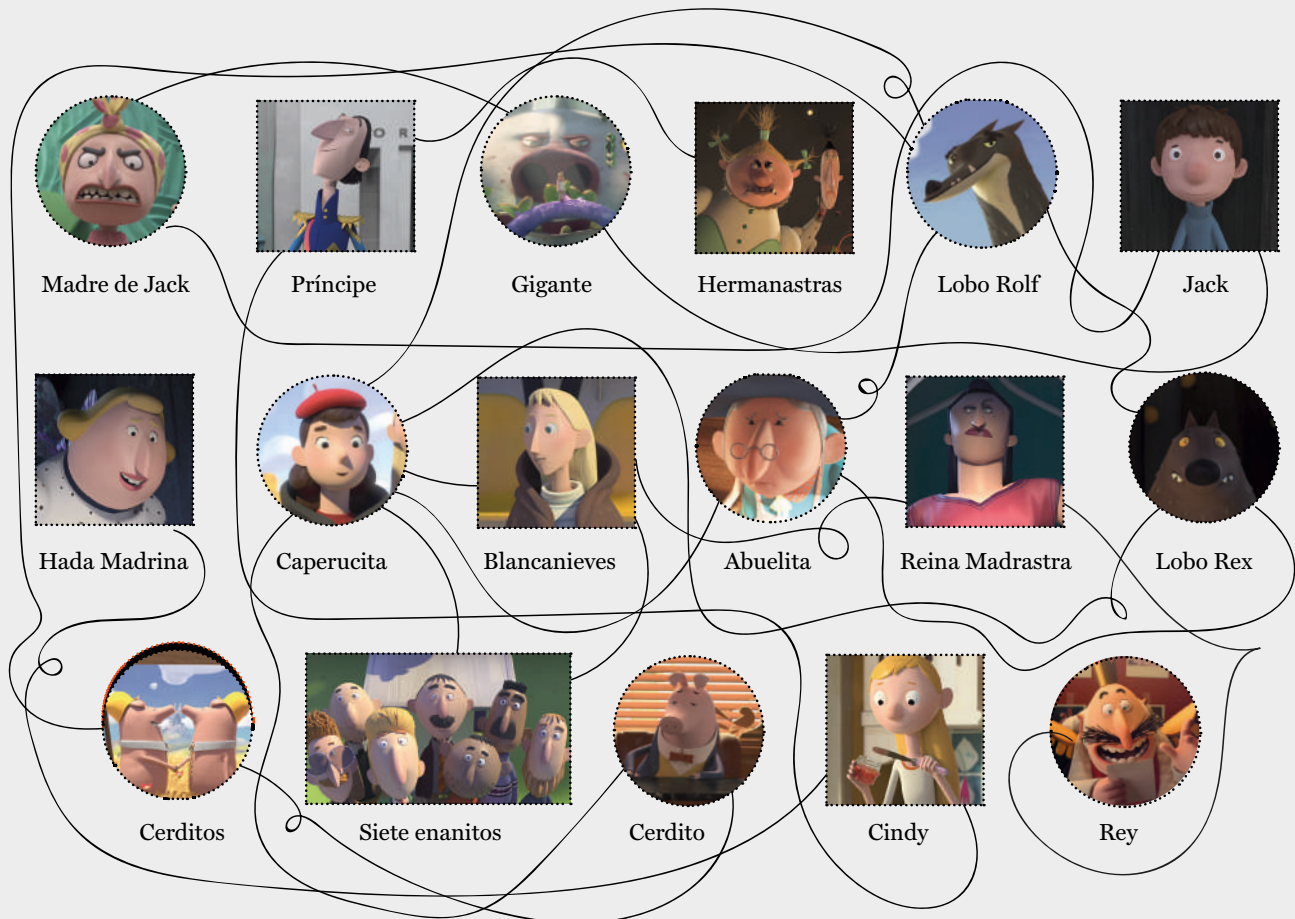 O R
Madre de Jack
Príncipe
Gigante
Hermanastras
Lobo Rolf
Jack
Hada Madrina
Caperucita
Blancanieves
Abuelita
Reina Madrastra
Lobo Rex
Cerditos
Siete enanitos
Cerdito
Cindy
Rey